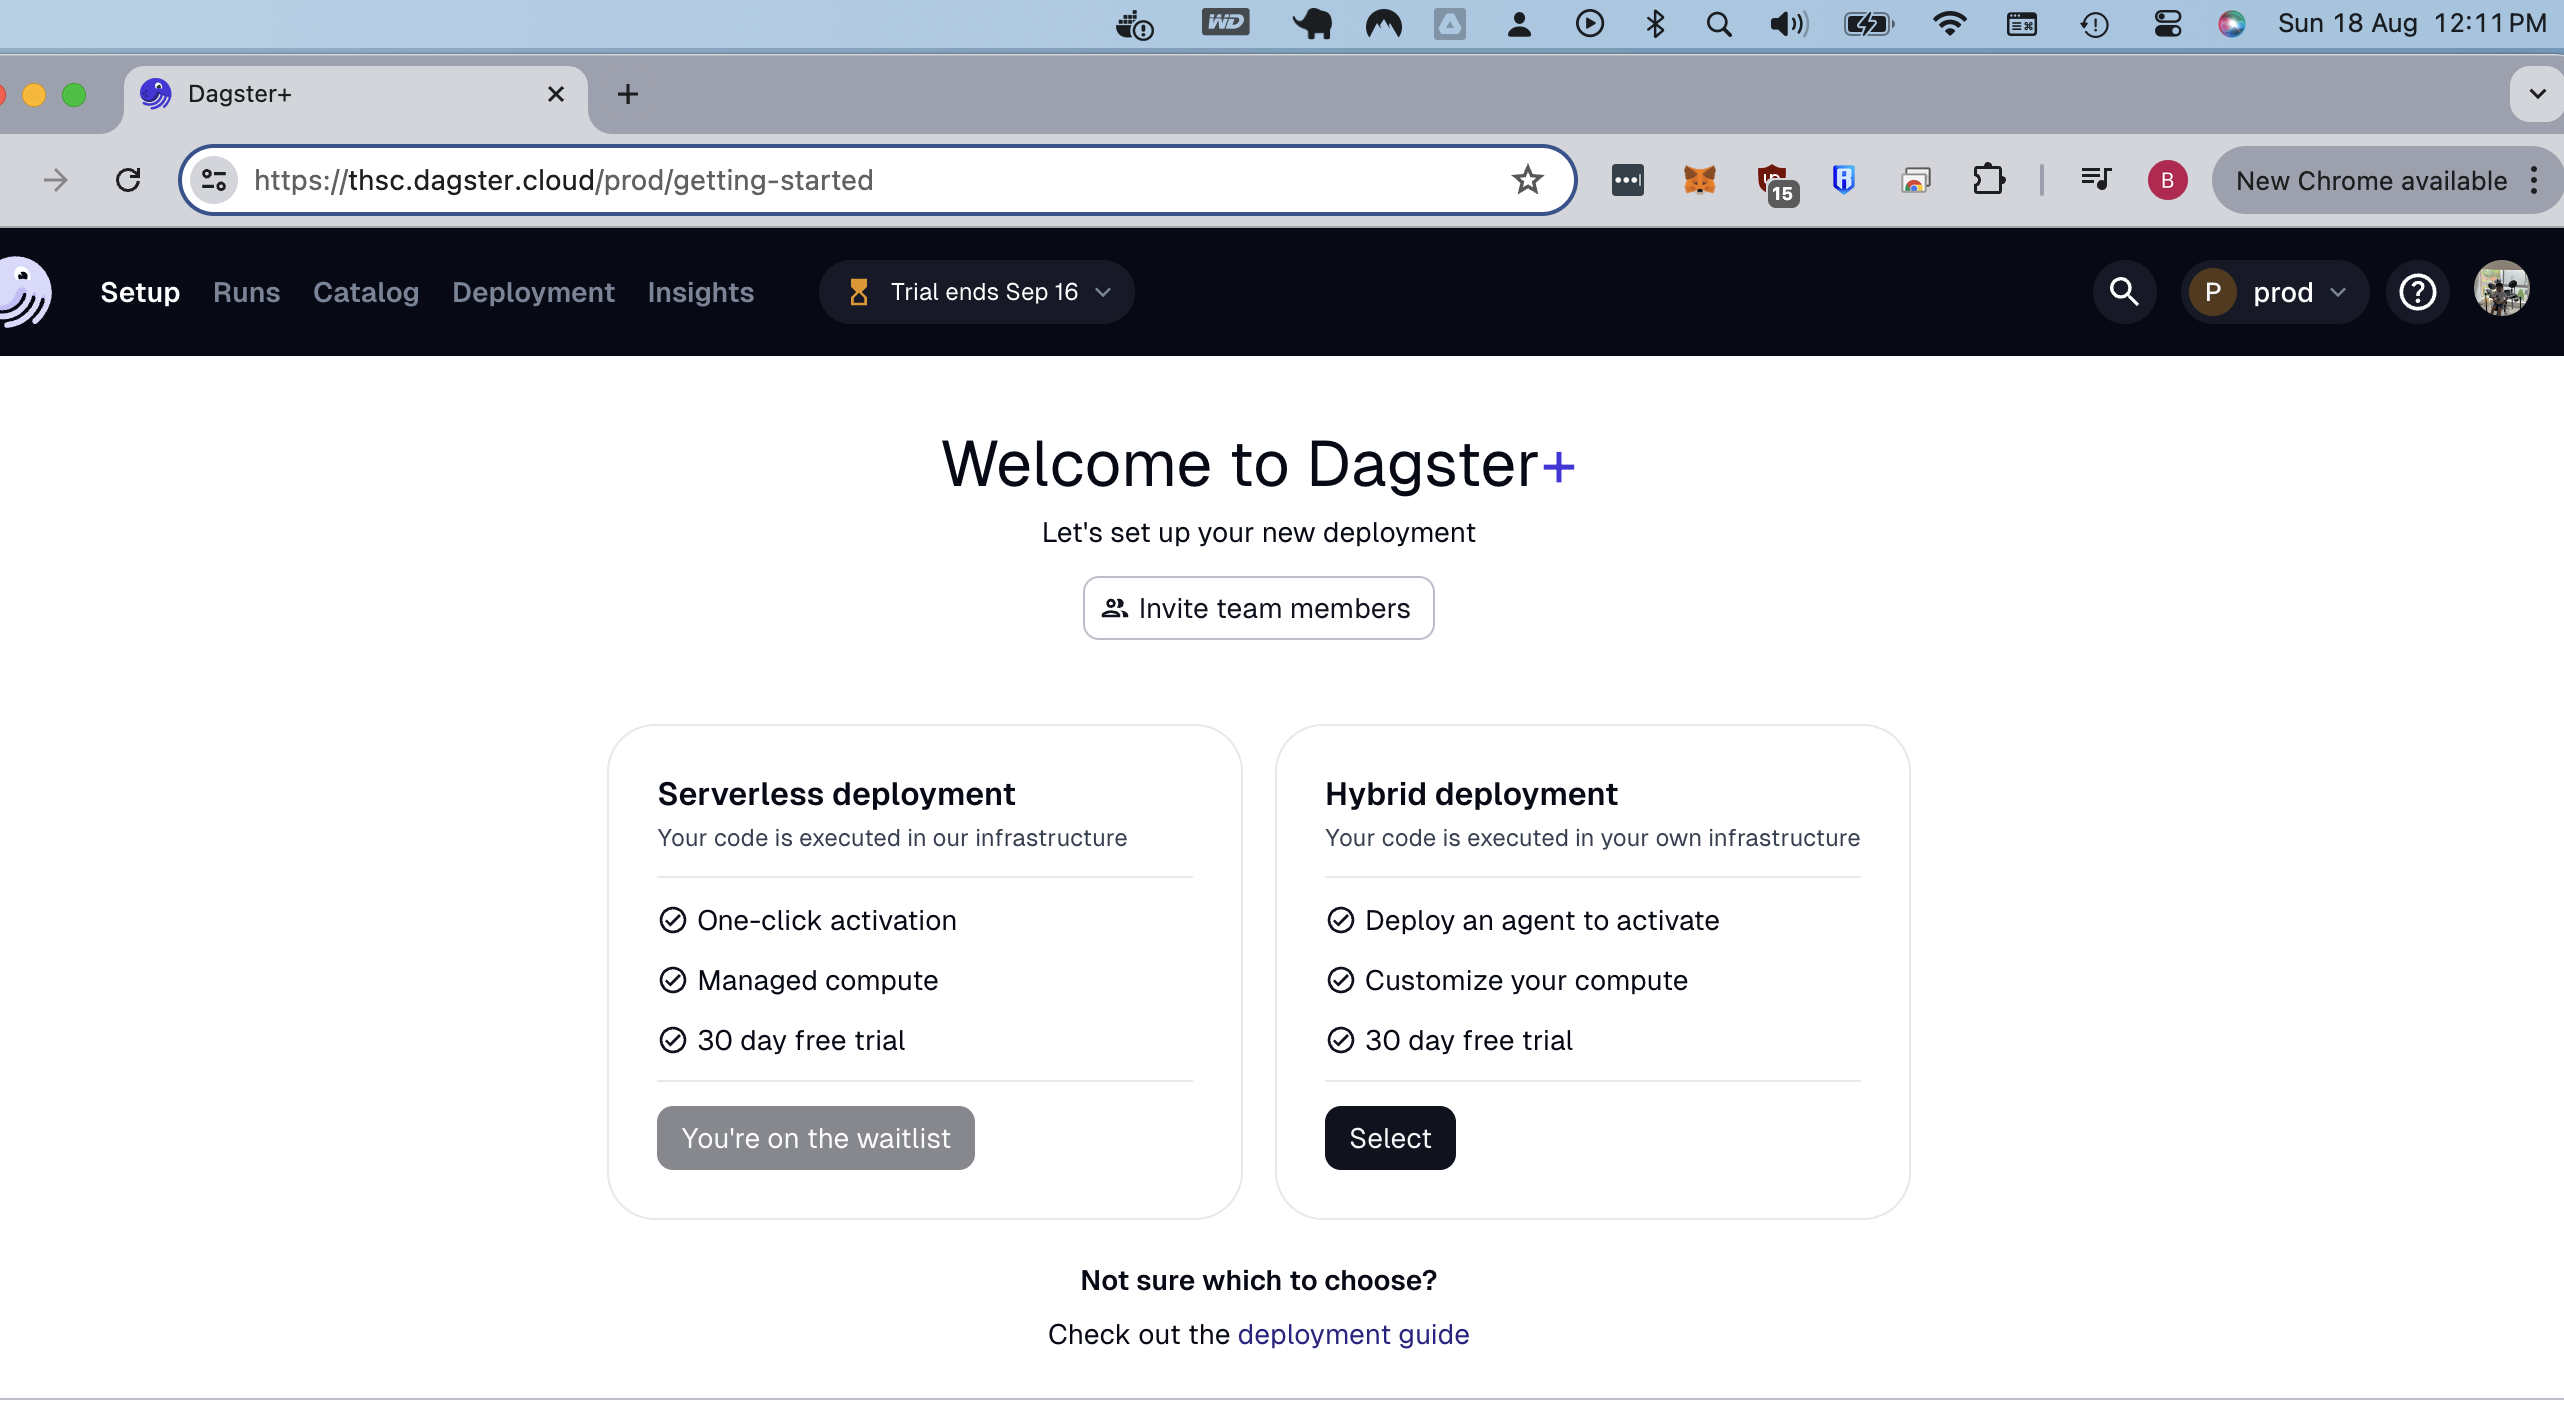 WD
Sun 18 Aug 12:11 PM
Dagster+
https://thsc.dagster.cloud/prod/getting-started
15
B
New Chrome available
Setup
Runs
Catalog
Deployment
Insights
Trial ends Sep 16
P
prod
Welcome to Dagster+
Let's set up your new deployment
Invite team members
Serverless deployment
Your code is executed in our infrastructure
One-click activation
Managed compute
30 day free trial
You're on the waitlist
Hybrid deployment
Your code is executed in your own infrastructure
Deploy an agent to activate
Customize your compute
30 day free trial
Select
Not sure which to choose?
Check out the deployment guide